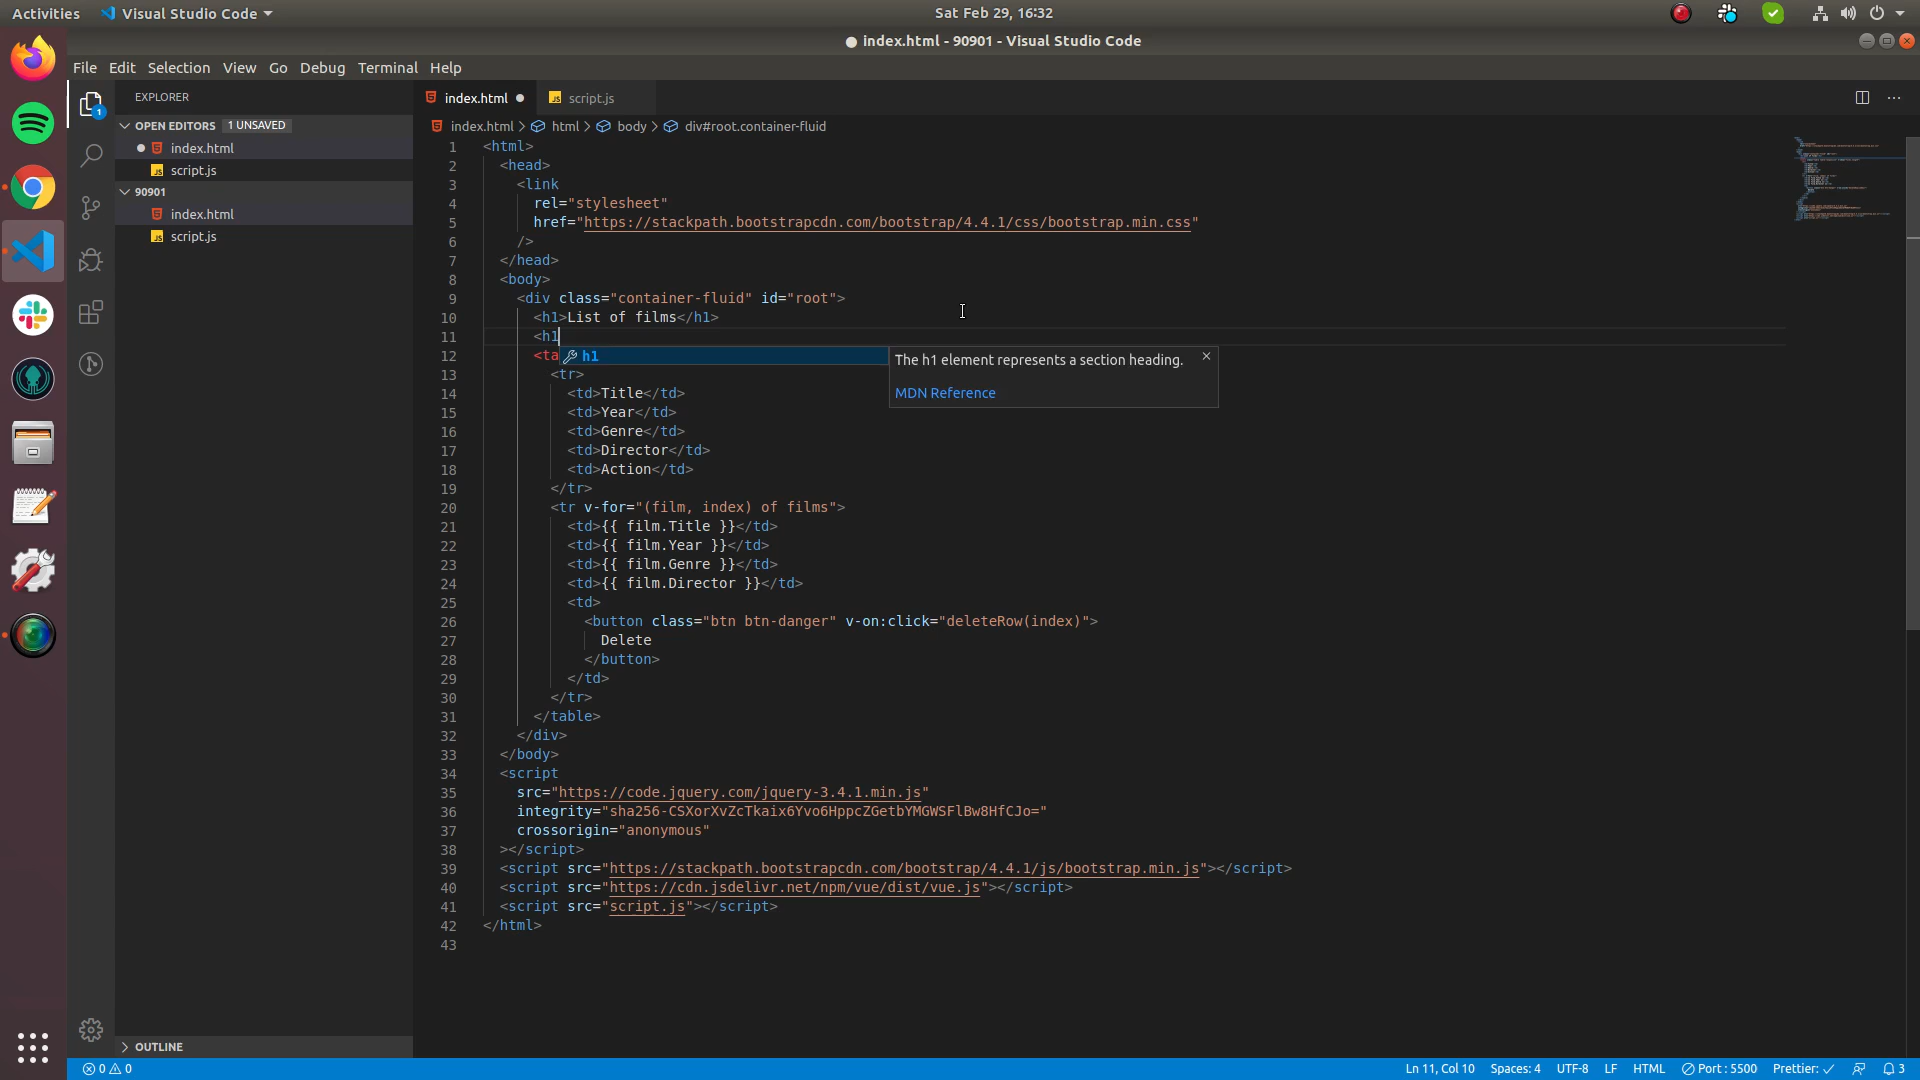 Activities
Visual Studio Code
Sat Feb 29, 16:32
● index.html - 90901 - Visual Studio Code
File Edit Selection View Go Debug Terminal Help
EXPLORER
OPEN EDITORS 1 UNSAVED
index.html
script.js
90901
index.html
script.js
OUTLINE
1
index.html
script.js
index.html > html > body > div#root.container-fluid
1 <html>
2 <head>
3 <link
4 rel="stylesheet"
5 href="https://stackpath.bootstrapcdn.com/bootstrap/4.4.1/css/bootstrap.min.css"
6 />
7 </head>
8 <body>
9 <div class="container-fluid" id="root">
10 <h1>List of films</h1>
11 <h1
12 <ta
h1
The h1 element represents a section heading.
MDN Reference
13 <tr>
14 <td>Title</td>
15 <td>Year</td>
16 <td>Genre</td>
17 <td>Director</td>
18 <td>Action</td>
19 </tr>
20 <tr v-for="(film, index) of films">
21 <td>{{ film.Title }}</td>
22 <td>{{ film.Year }}</td>
23 <td>{{ film.Genre }}</td>
24 <td>{{ film.Director }}</td>
25 <td>
26 <button class="btn btn-danger" v-on:click="deleteRow(index)">
27 Delete
28 </button>
29 </td>
30 </tr>
31 </table>
32 </div>
33 </body>
34 <script
35 src="https://code.jquery.com/jquery-3.4.1.min.js"
36 integrity="sha256-CSXorXvZcTkaix6Yvo6HppcZGetbYMGWSFlBw8HfCJo="
37 crossorigin="anonymous"
38 ></script>
39 <script src="https://stackpath.bootstrapcdn.com/bootstrap/4.4.1/js/bootstrap.min.js"></script>
40 <script src="https://cdn.jsdelivr.net/npm/vue/dist/vue.js"></script>
41 <script src="script.js"></script>
42 </html>
43
0 0
Ln 11, Col 10 Spaces: 4 UTF-8 LF HTML Port : 5500 Prettier: ✓ 3